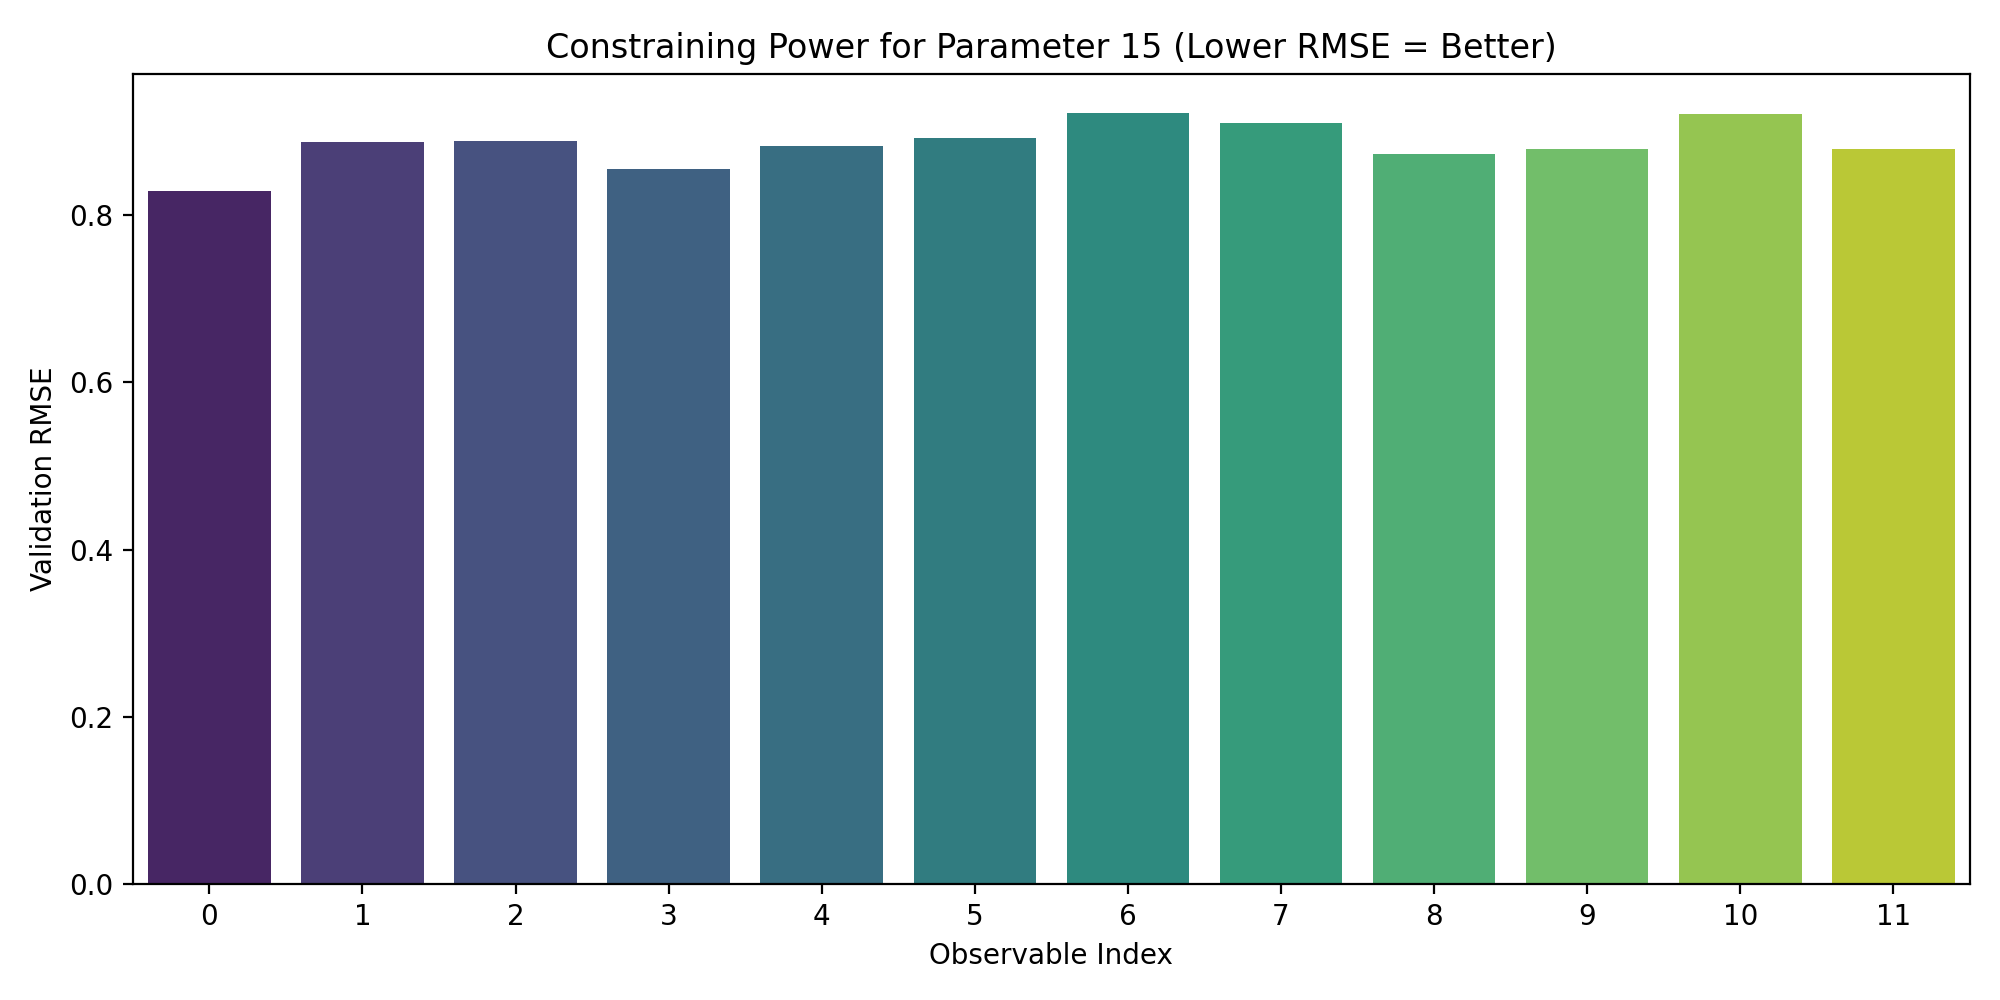 Constraining Power for Parameter 15 (Lower RMSE = Better)
Validation RMSE
0.8
0.6
0.4
0.2
0.0
0 1 2 3 4 5 6 7 8 9 10 11
Observable Index